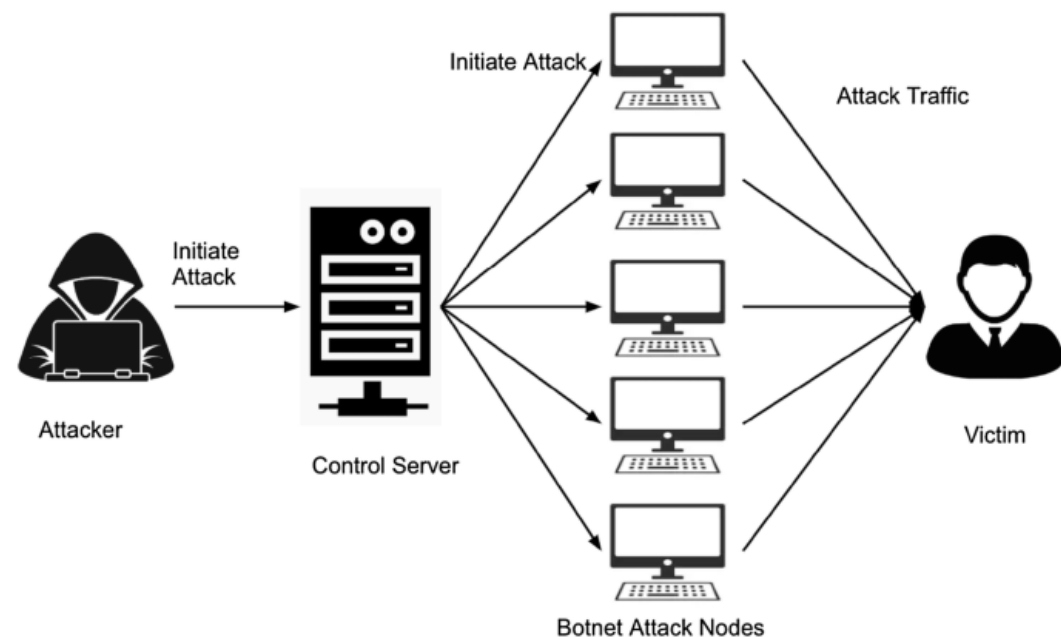 Initiate Attack
Attack Traffic
Initiate
Attack
Attacker
Control Server
Victim
Botnet Attack Nodes